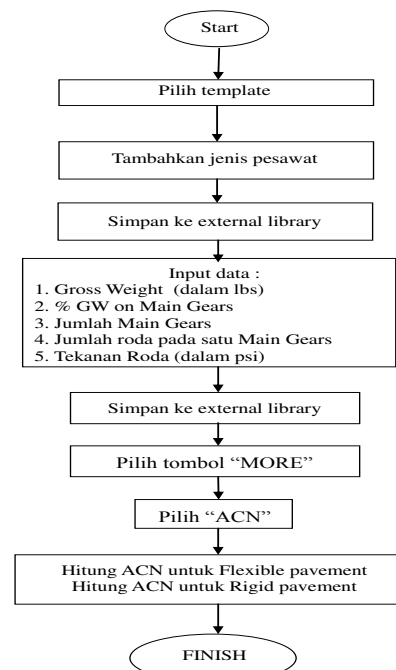 Start
Pilih template
Tambahkan jenis pesawat
Simpan ke external library
Input data :
1. Gross Weight (dalam lbs)
2. % GW on Main Gears
3. Jumlah Main Gears
4. Jumlah roda pada satu Main Gears
5. Tekanan Roda (dalam psi)
Simpan ke external library
Pilih tombol “MORE”
Pilih “ACN”
Hitung ACN untuk Flexible pavement
Hitung ACN untuk Rigid pavement
FINISH